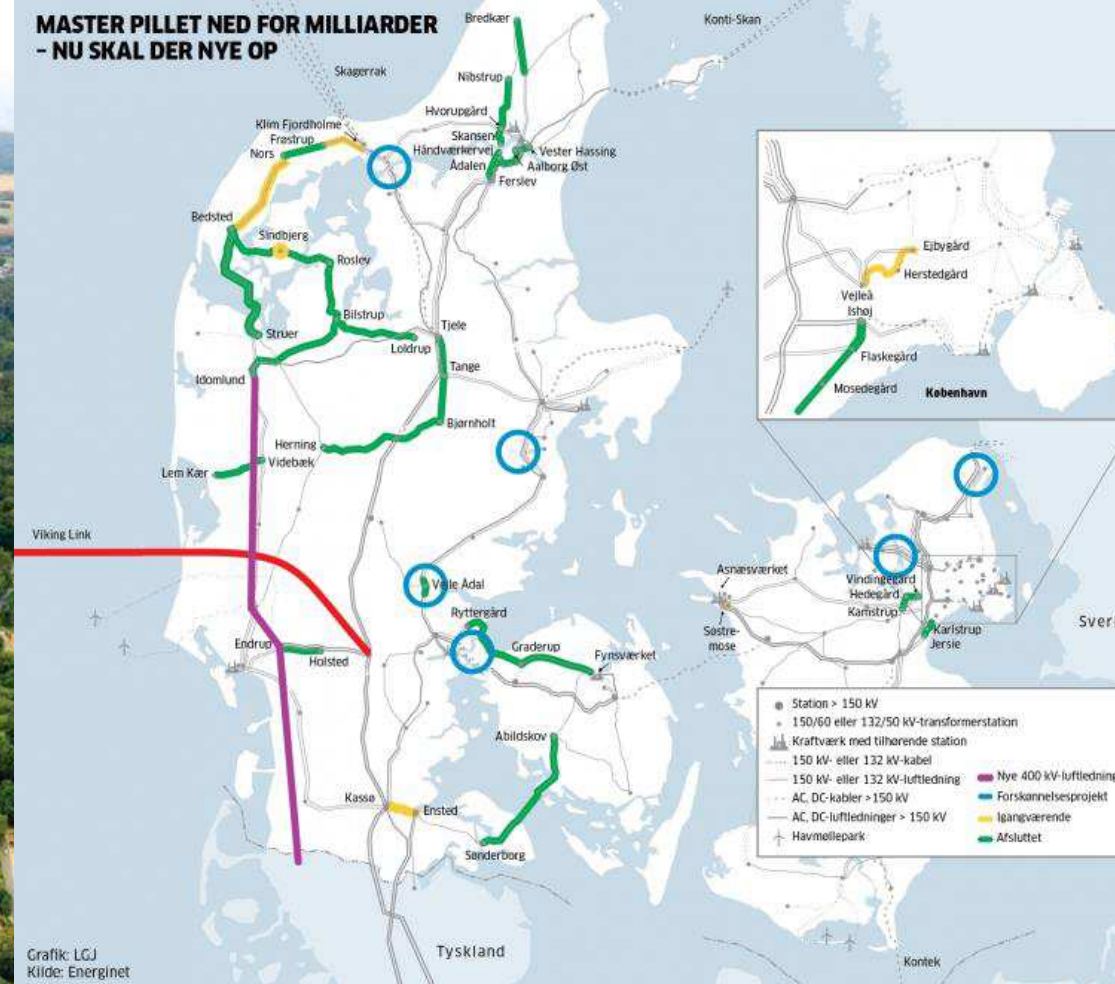 MASTER PILLET NED FOR MILLIARDER
- NU SKAL DER NYE OP
Bredkær
Konti-Skan
Skagerrak
Nibstrup
Hvorupgård
Klim Fjordholme
Frøstrup
Nors
Skansen
Håndværkervej
Ådalen
Vester Hassing
Aalborg Øst
Ferslev
Bedsted
Sindbjerg
Roslev
Bilstrup
Struer
Tjele
Loldrup
Tange
Idomlund
Bjørnholt
Herning
Videbæk
Lem Kær
Viking Link
Vejle Ådal
Ryttergård
Graderup
Fynsværket
Endrup
Holsted
Abildskov
Kassø
Ensted
Sønderborg
Tyskland
Ejbygård
Herstedgård
Vejleå
Ishøj
Flaskegård
Mosedegård
København
Asnæsværket
Vindingegård
Hedegård
Kamstrup
Søstre-
mose
Karlstrup
Jersie
Sver
Station > 150 kV
150/60 eller 132/50 kV-transformerstation
Kraftværk med tilhørende station
150 kV- eller 132 kV-kabel
150 kV- eller 132 kV-luftledning
AC, DC-kabler >150 kV
AC, DC-luftledninger > 150 kV
Havmøllepark
Nye 400 kV-luftledning
Forskønnelsesprojekt
Igangværende
Afsluttet
Kontek
Grafik: LGJ
Kilde: Energinet